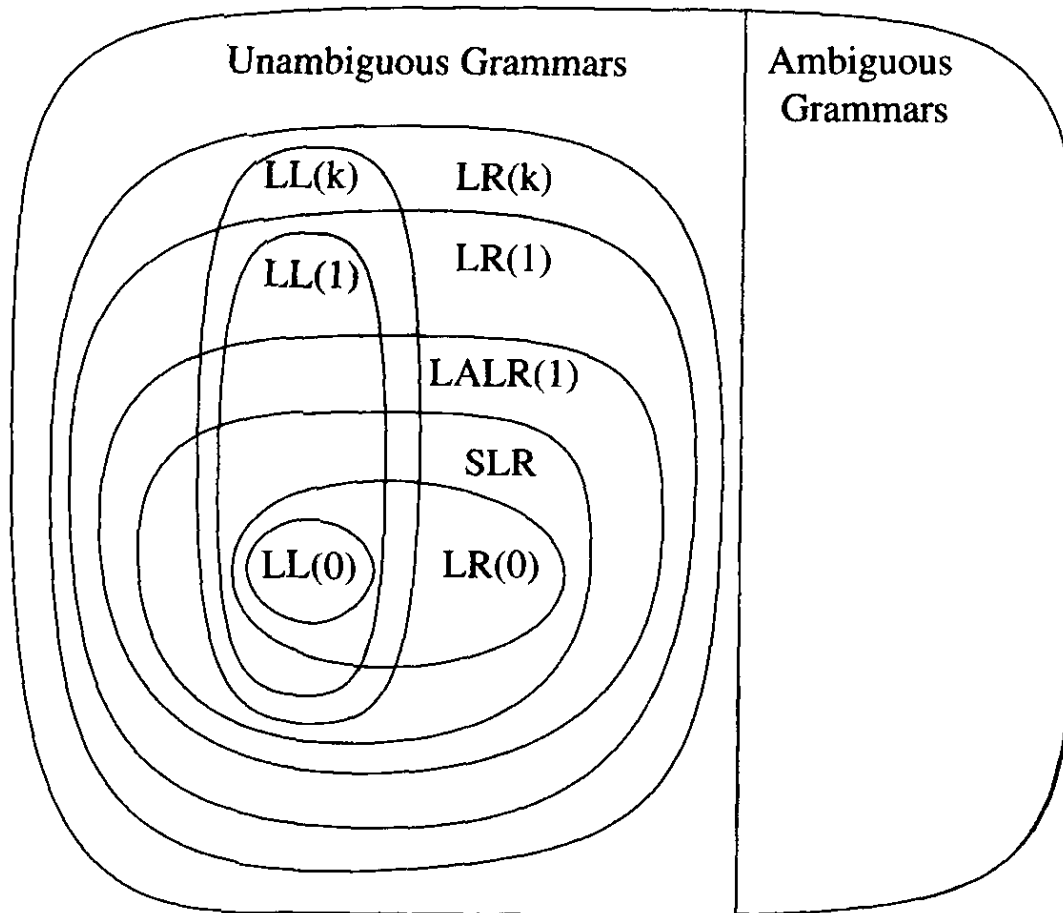 Unambiguous Grammars
Ambiguous
Grammars
LL(k)
LR(k)
LL(1)
LR(1)
LALR(1)
SLR
LL(0)
LR(0)